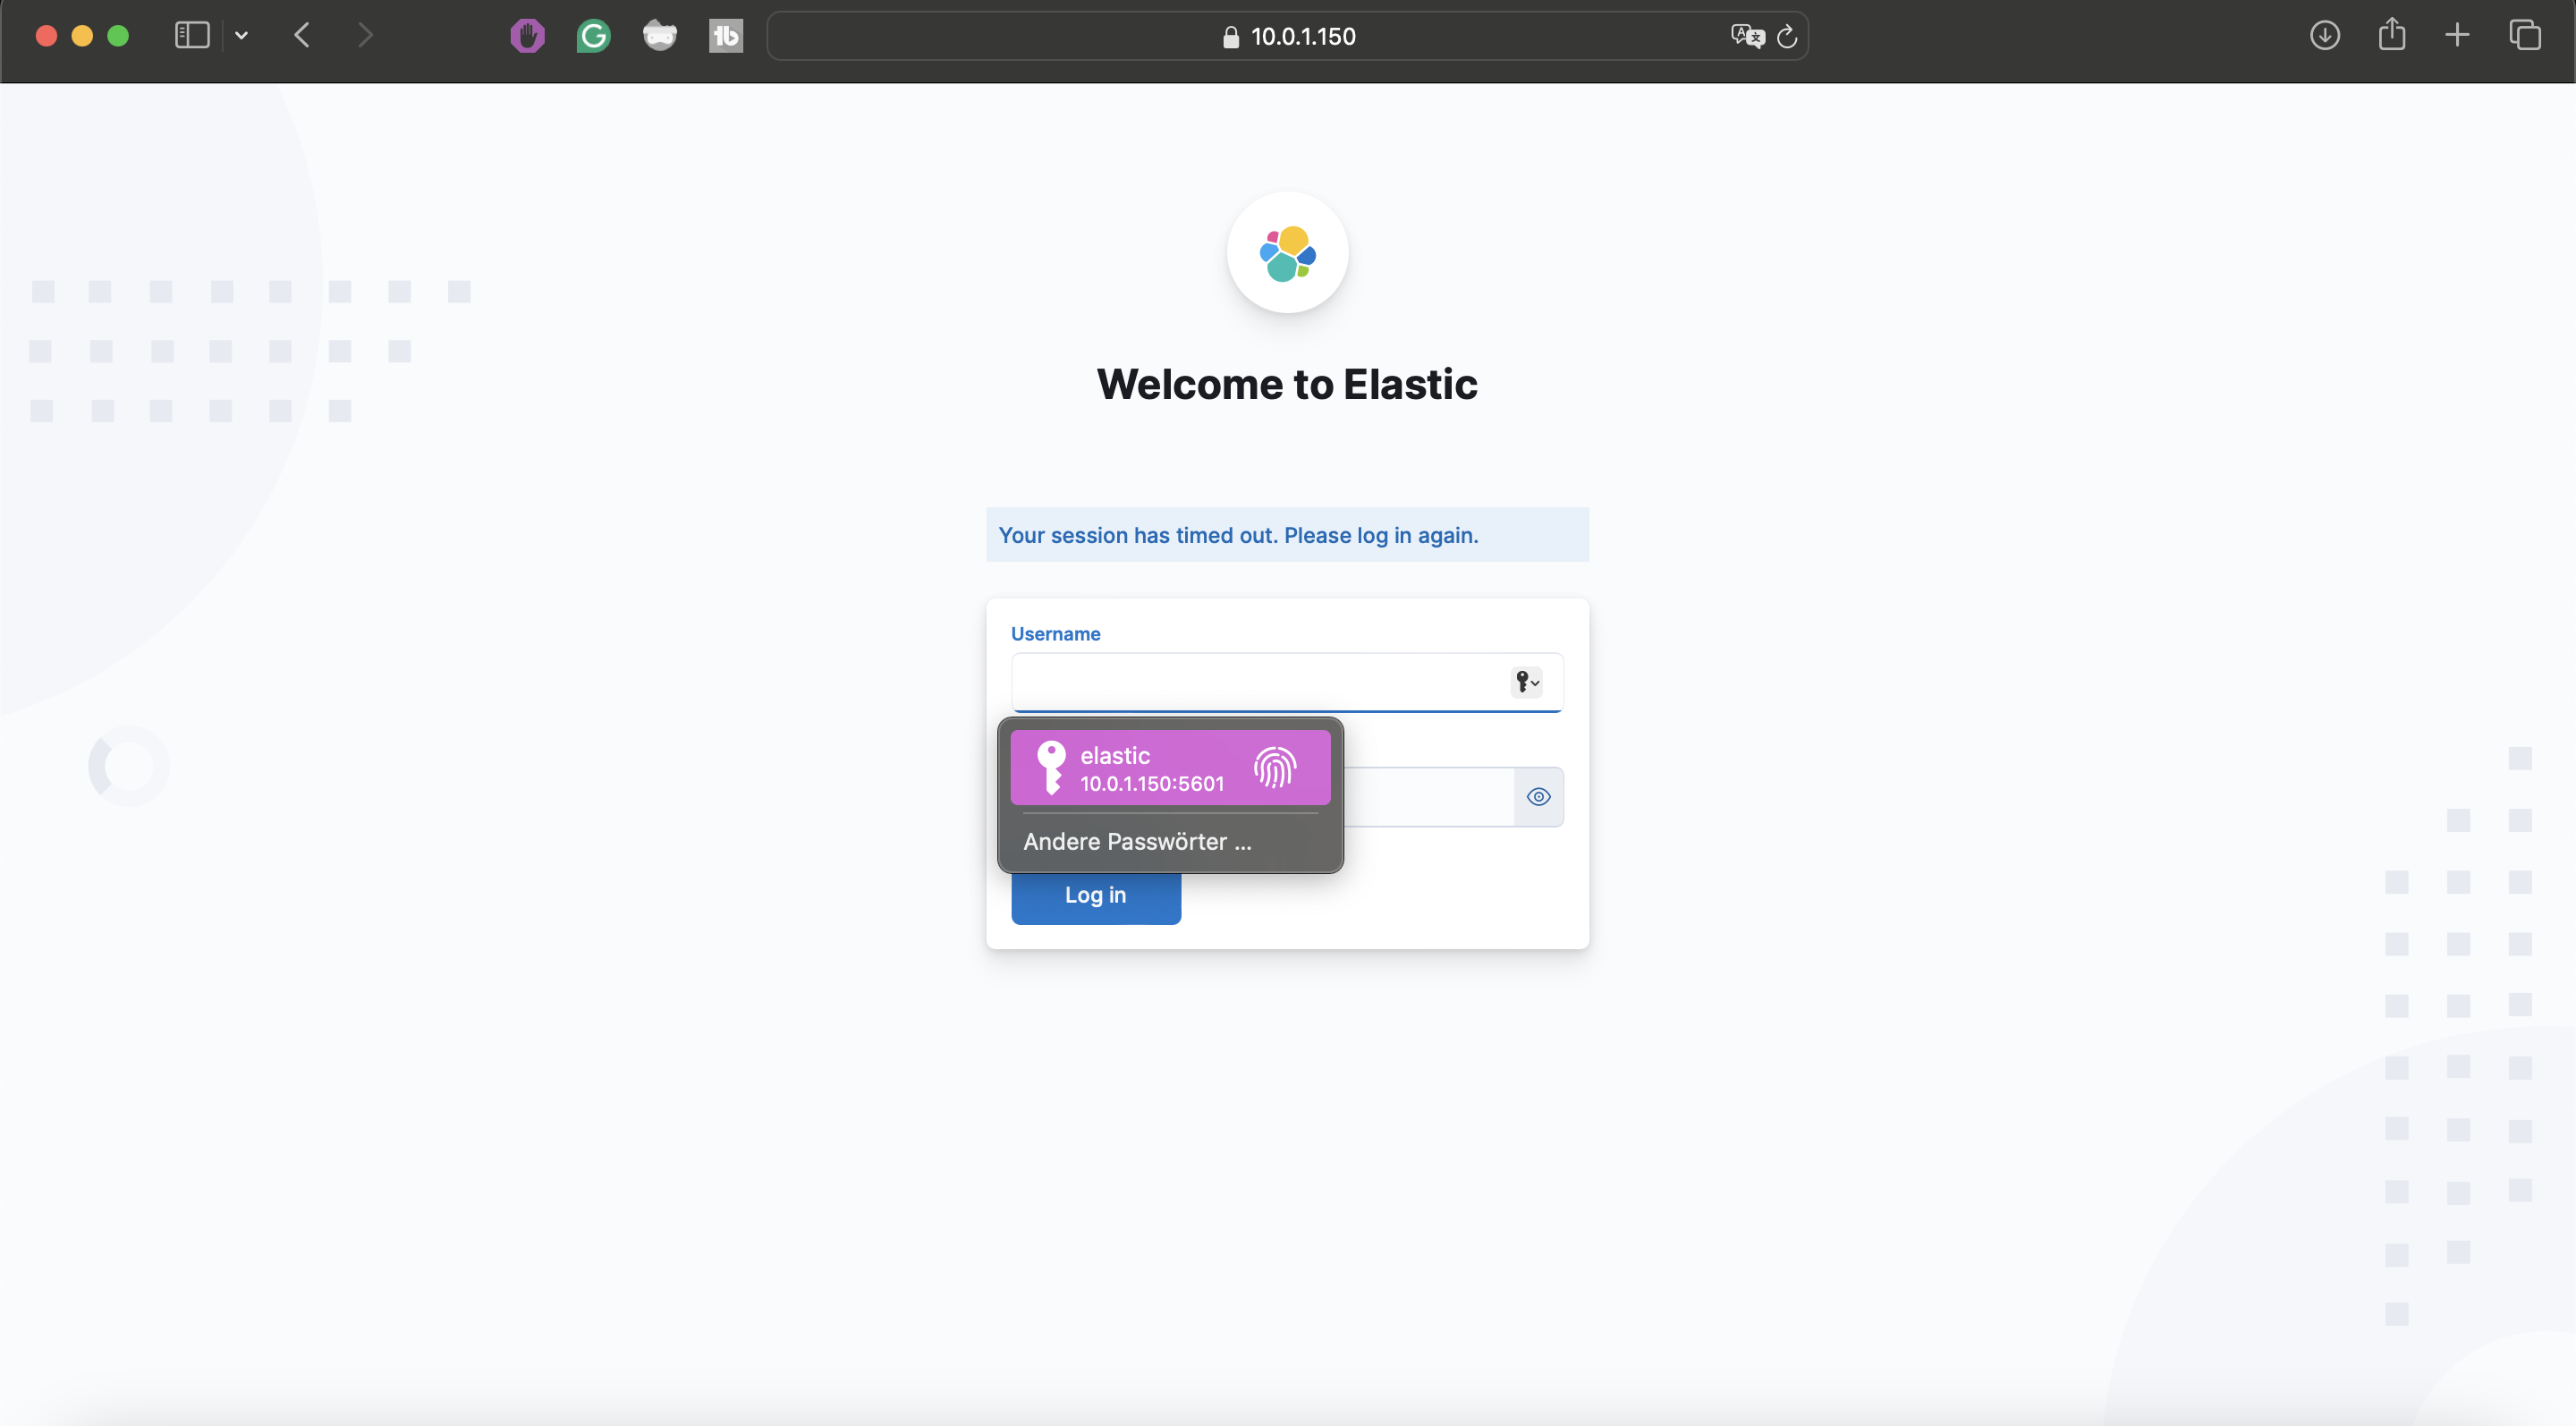 10.0.1.150
Welcome to Elastic
Your session has timed out. Please log in again.
Username
elastic
10.0.1.150:5601
Andere Passwörter ...
Log in